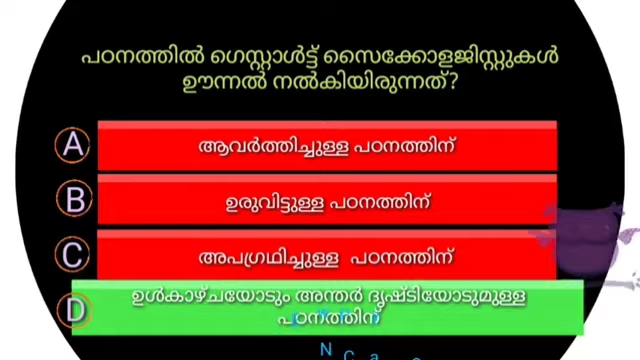 പഠനത്തിൽ ഗെസ്റ്റാൾട്ട് സൈക്കോളജിസ്റ്റുകൾ
ഊന്നൽ നൽകിയിരുന്നത്?
A ആവർത്തിച്ചുള്ള പഠനത്തിന്
B ഉരുവിട്ടുള്ള പഠനത്തിന്
C അപഗ്രഥിച്ചുള്ള പഠനത്തിന്
D ഉൾകാഴ്ചയോടും അന്തർ ദൃഷ്ടിയോടുമുള്ള
പഠനത്തിന്